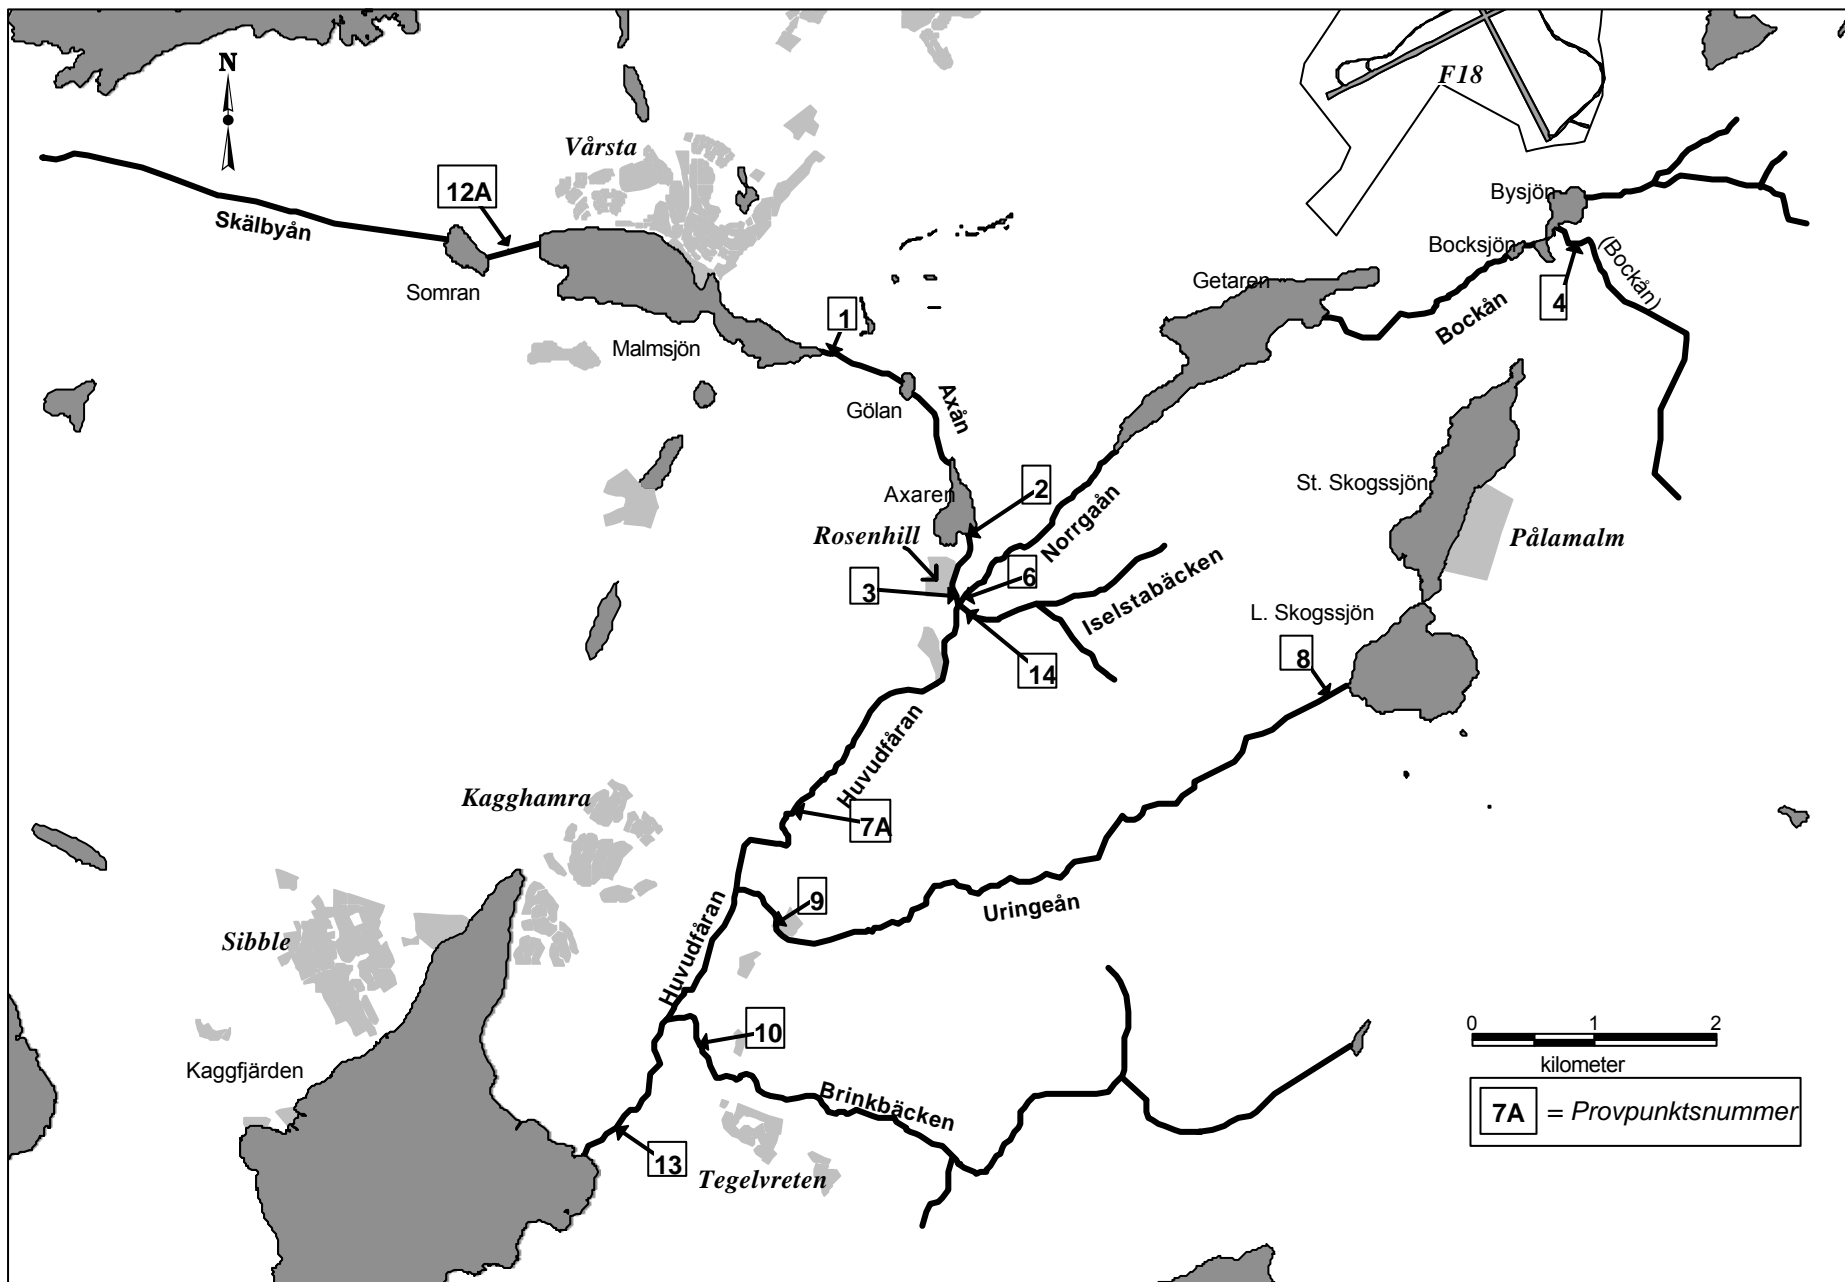 N
F18
Vårsta
12A
Bysjön
Skälbyån
Bocksjön
(Bockån)
Getaren
Somran
4
1
Bockån
Malmsjön
Gölan
Axån
St. Skogssjön
Axaren
2
Norrgaån
Rosenhill
Pålamalm
6
3
Iselstabäcken
L. Skogssjön
8
14
Huvudfåran
Kagghamra
7A
9
Uringeån
Sibble
Huvudfåran
10
0 1 2
kilometer
Kaggfjärden
Brinkbäcken
7A = Provpunktsnummer
13
Tegelvreten